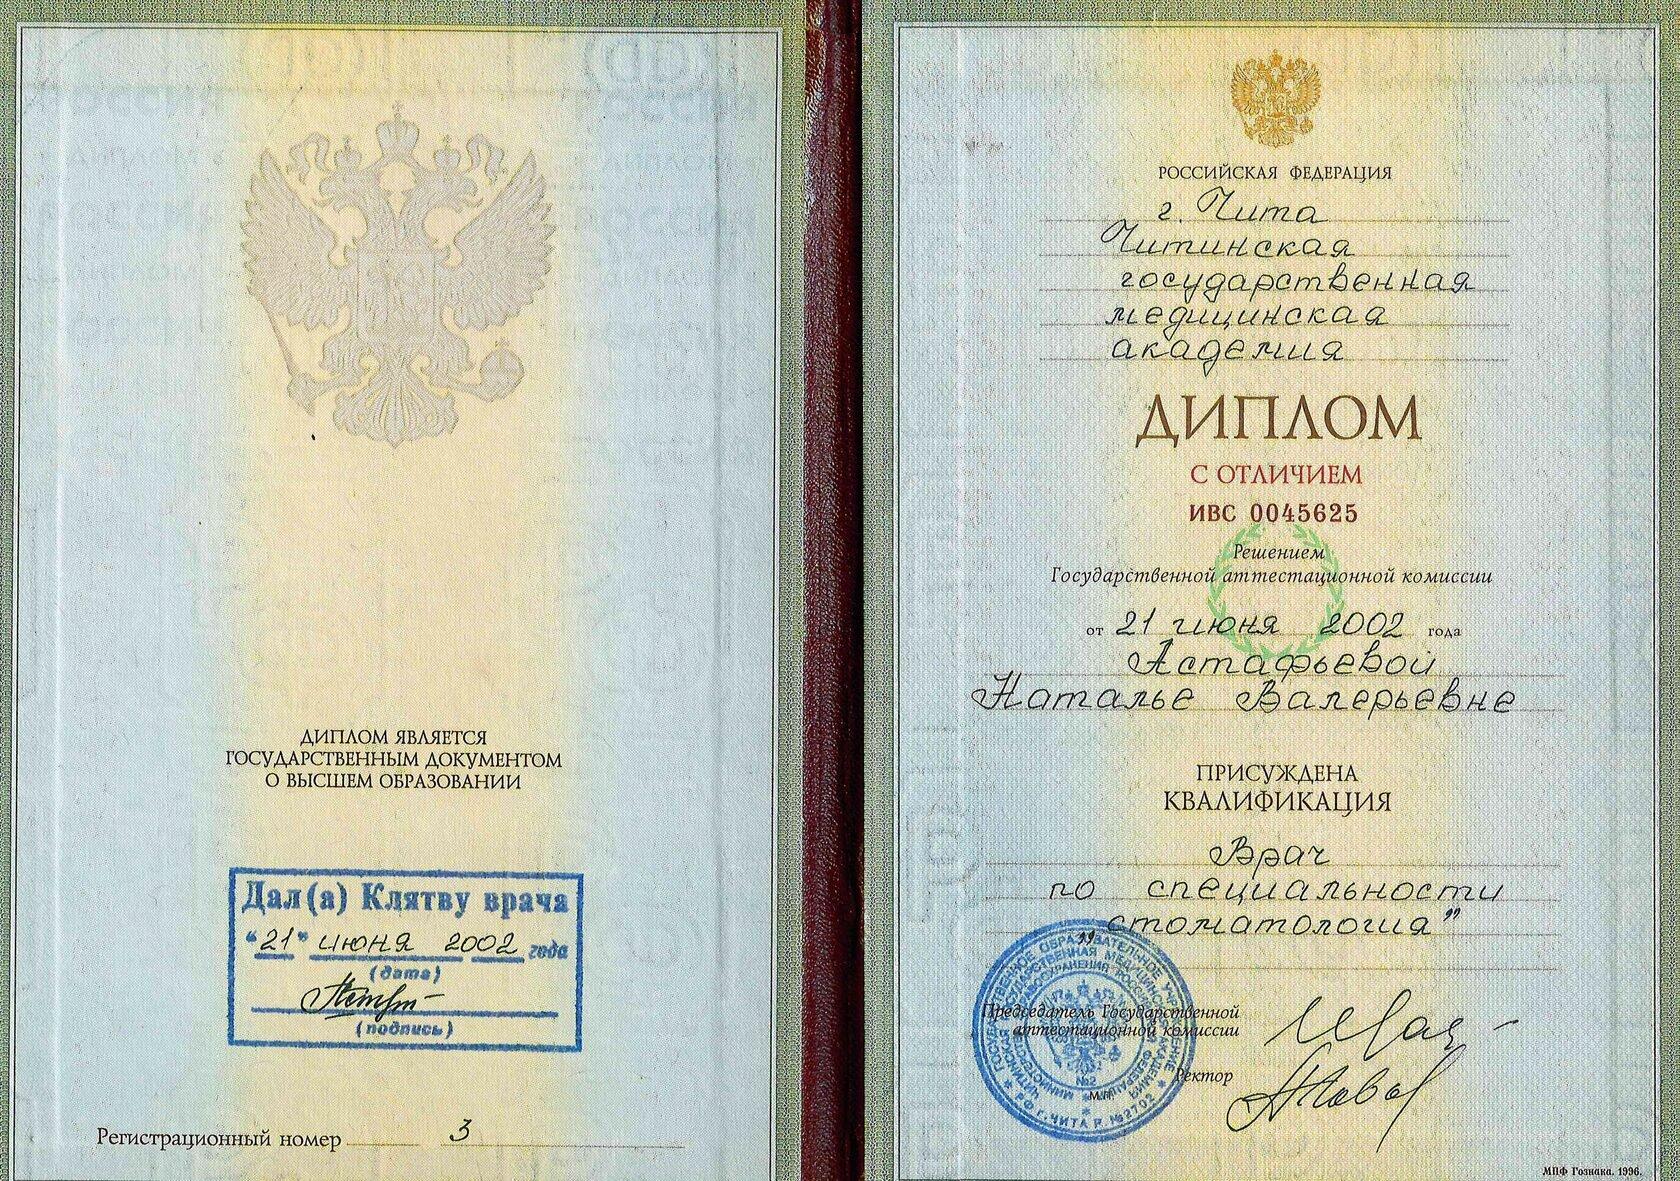 ДИПЛОМ ЯВЛЯЕТСЯ
ГОСУДАРСТВЕННЫМ ДОКУМЕНТОМ
О ВЫСШЕМ ОБРАЗОВАНИИ
Дал(а) Клятву врача
"21" июня 2002 года
(дата)
(подпись)
Регистрационный номер 3
РОССИЙСКАЯ ФЕДЕРАЦИЯ
г. Чита
Читинская
государственная
медицинская
академия
ДИПЛОМ
С ОТЛИЧИЕМ
ИВС 0045625
Решением
Государственной аттестационной комиссии
от 21 июня 2002 года
Астафьевой
Наталье Валерьевне
ПРИСУЖДЕНА
КВАЛИФИКАЦИЯ
Врач
по специальности
„стоматология"
Председатель Государственной
аттестационной комиссии
Ректор
М.П.
МПФ Гознака. 1996.